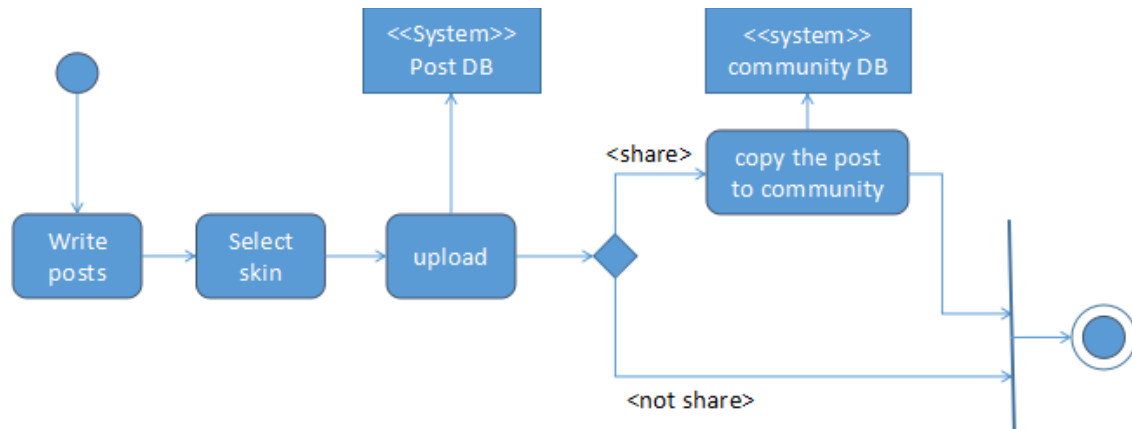 <<System>>
Post DB
<<system>>
community DB
<share>
copy the post
to community
Write
posts
Select
skin
upload
<not share>